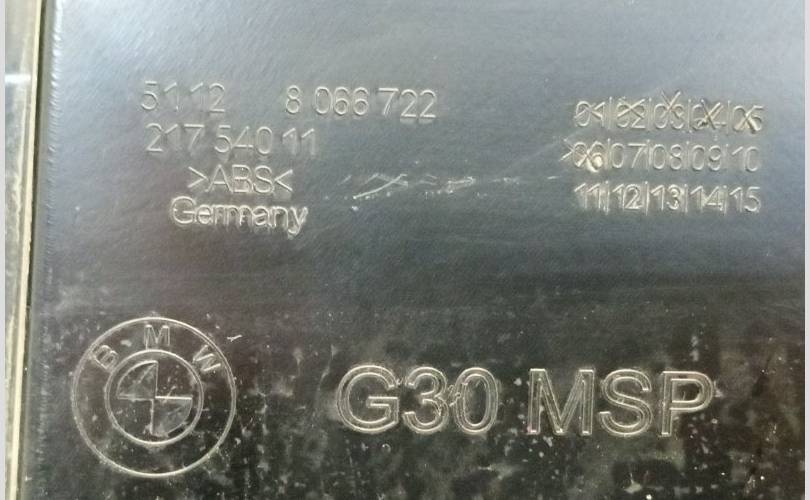 51 12 8 066 722
217 540 11
>ABS<
Germany
01|02|03|04|05
>06|07|08|09|10
11|12|13|14|15
BMW
G30 MSP